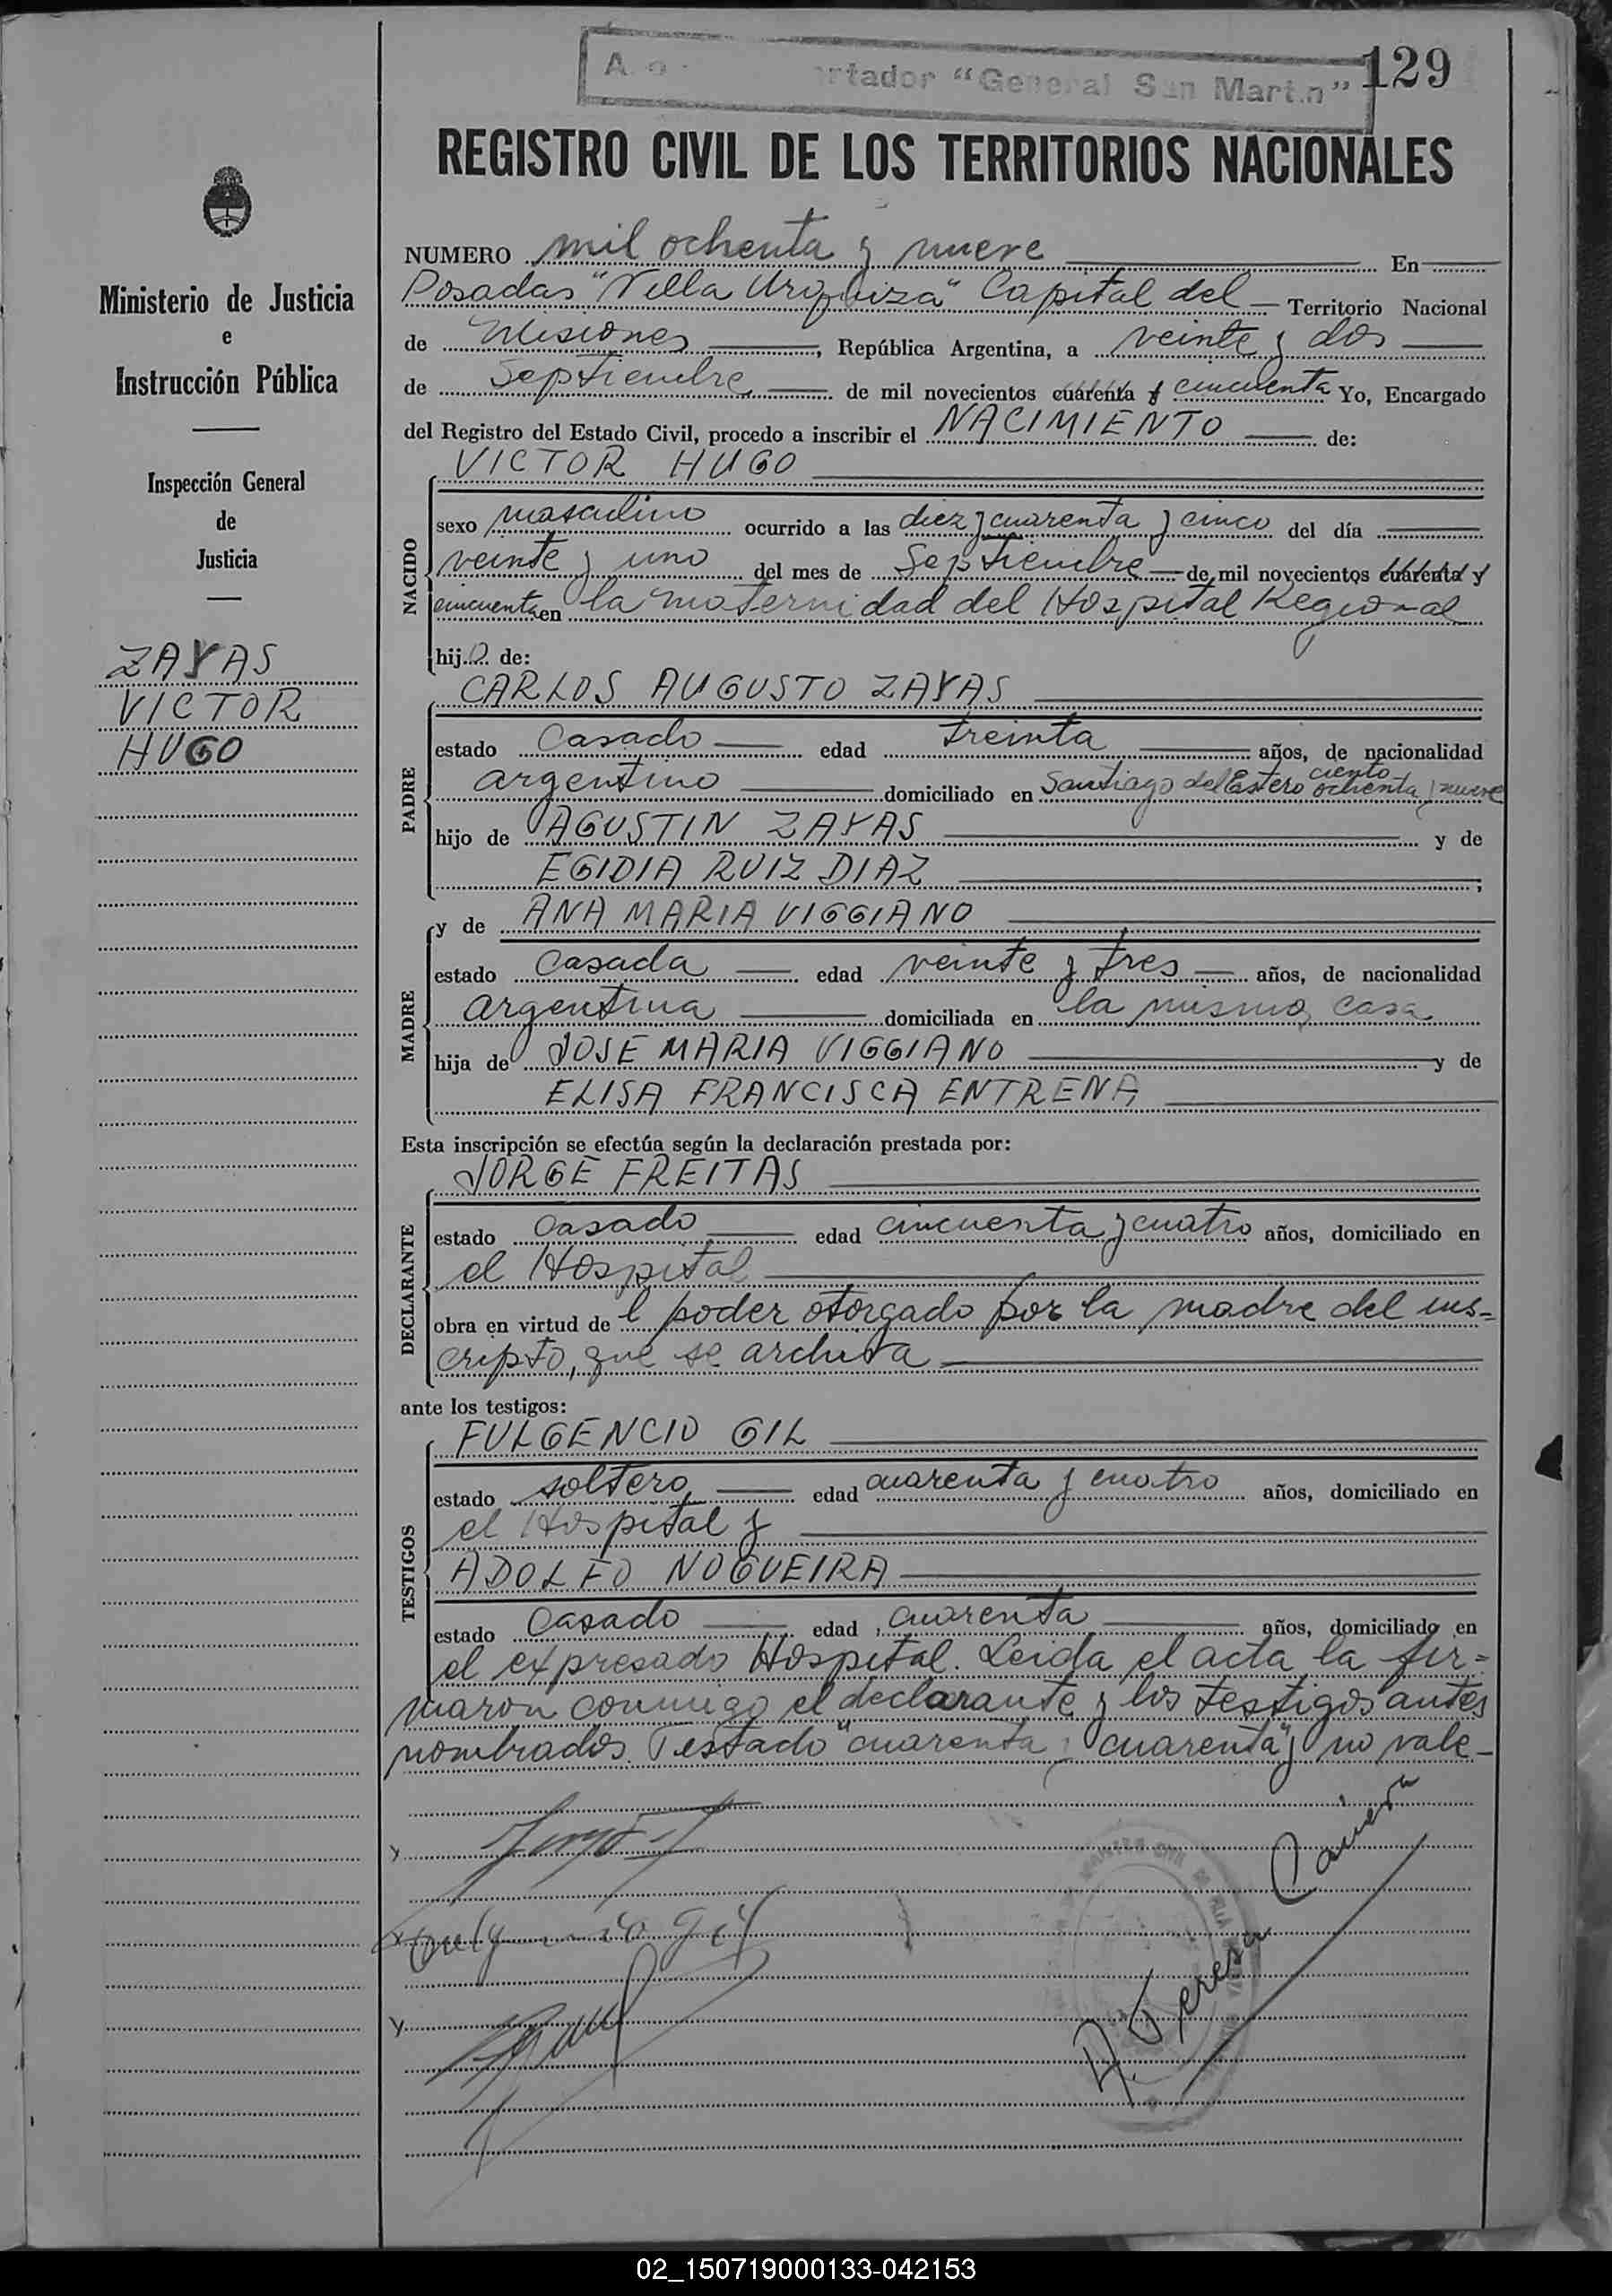 "General San Martin"
129
REGISTRO CIVIL DE LOS TERRITORIOS NACIONALES
Ministerio de Justicia
e
Instrucción Pública
Inspección General
de
Justicia
ZAYAS
VICTOR
HUGO
NUMERO mil ochenta y nueve En
Posadas "Villa Urquiza" Capital del Territorio Nacional
de Misiones, República Argentina, a veinte y dos
de Septiembre de mil novecientos cuarenta y cincuenta Yo, Encargado
del Registro del Estado Civil, procedo a inscribir el NACIMIENTO de:
VICTOR HUGO
NACIDO
sexo masculino ocurrido a las diez y cuarenta y cinco del día
veinte y uno del mes de Septiembre de mil novecientos cuarenta y
cincuenta en la maternidad del Hospital Regional
hijo de:
CARLOS AUGUSTO ZAYAS
PADRE
estado casado edad treinta años, de nacionalidad
argentino domiciliado en Santiago del Estero ciento ochenta y nueve
hijo de AGUSTIN ZAYAS y de
EGIDIA RUIZ DIAZ ;
y de ANA MARIA VIGGIANO
MADRE
estado casada edad veinte y tres años, de nacionalidad
argentina domiciliada en la misma casa
hija de JOSE MARIA VIGGIANO y de
ELISA FRANCISCA ENTRENA
Esta inscripción se efectúa según la declaración prestada por:
JORGE FREITAS
DECLARANTE
estado casado edad cincuenta y cuatro años, domiciliado en
el Hospital
obra en virtud de l poder otorgado por la madre del ins=
cripto, que se archiva
ante los testigos:
FULGENCIO GIL
TESTIGOS
estado soltero edad cuarenta y cuatro años, domiciliado en
el Hospital y
ADOLFO NOGUEIRA
estado casado edad cuarenta años, domiciliado en
el expresado Hospital. Leida el acta la fir=
maron conmigo el declarante y los testigos antes
nombrados. Testado "cuarenta y cuarenta y" no vale-
Fulgencio Gil
A. Teresa
02_150719000133-042153